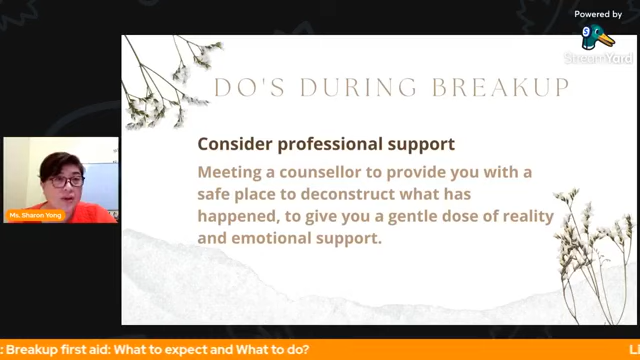 Powered by
StreamYard
DO'S DURING BREAKUP
Consider professional support
Meeting a counsellor to provide you with a
safe place to deconstruct what has
happened, to give you a gentle dose of reality
and emotional support.
Ms. Sharon Yong
: Breakup first aid: What to expect and What to do?